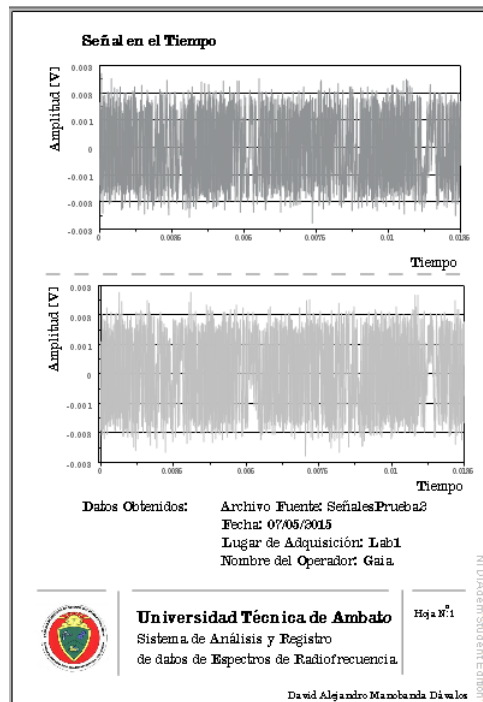 Señal en el Tiempo
Amplitud [V]
0.003
0.002
0.001
0
-0.001
-0.002
-0.003
0
0.0025
0.005
0.0075
0.01
0.0125
Tiempo
Amplitud [V]
0.003
0.002
0.001
0
-0.001
-0.002
-0.003
0
0.0025
0.005
0.0075
0.01
0.0125
Tiempo
Datos Obtenidos:
Archivo Fuente: SeñalesPrueba2
Fecha: 07/05/2015
Lugar de Adquisición: Lab1
Nombre del Operador: Gaia
Universidad Técnica de Ambato
Hoja N°1
Sistema de Análisis y Registro
de datos de Espectros de Radiofrecuencia
David Alejandro Manobanda Dávalos
NI DIAdem Student Edition